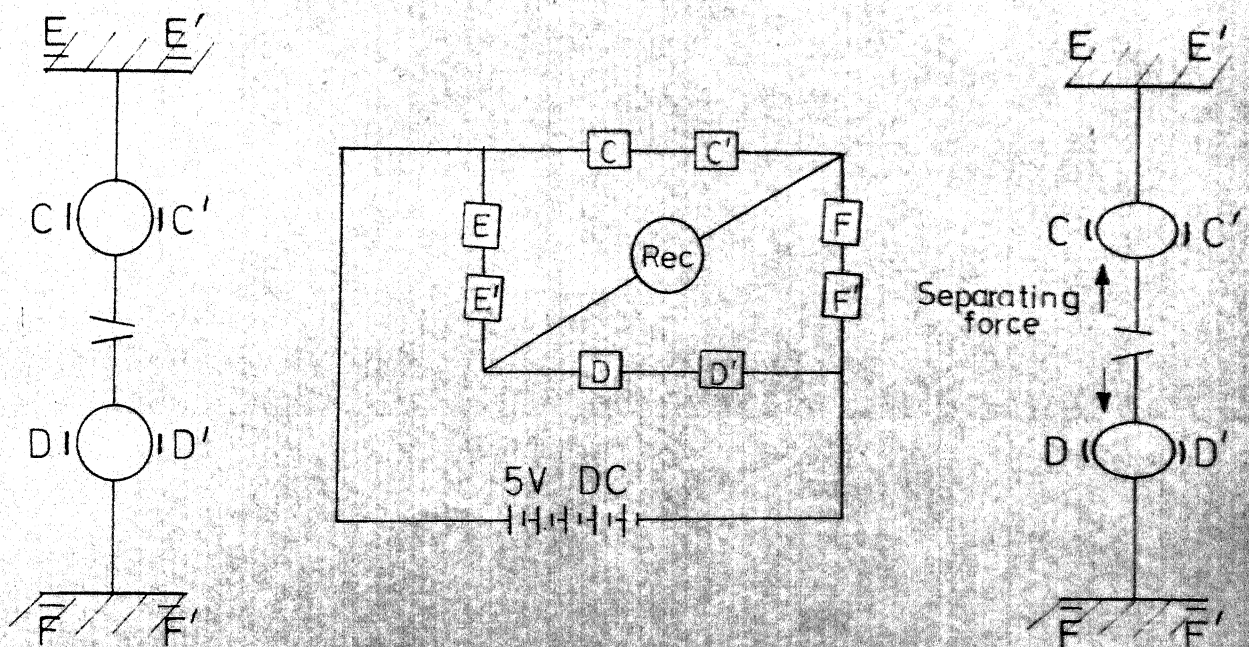 E E'
C C'
D D'
F F'
C C'
E
E'
Rec
F
F'
D D'
5V DC
E E'
C C'
Separating
force
D D'
F F'